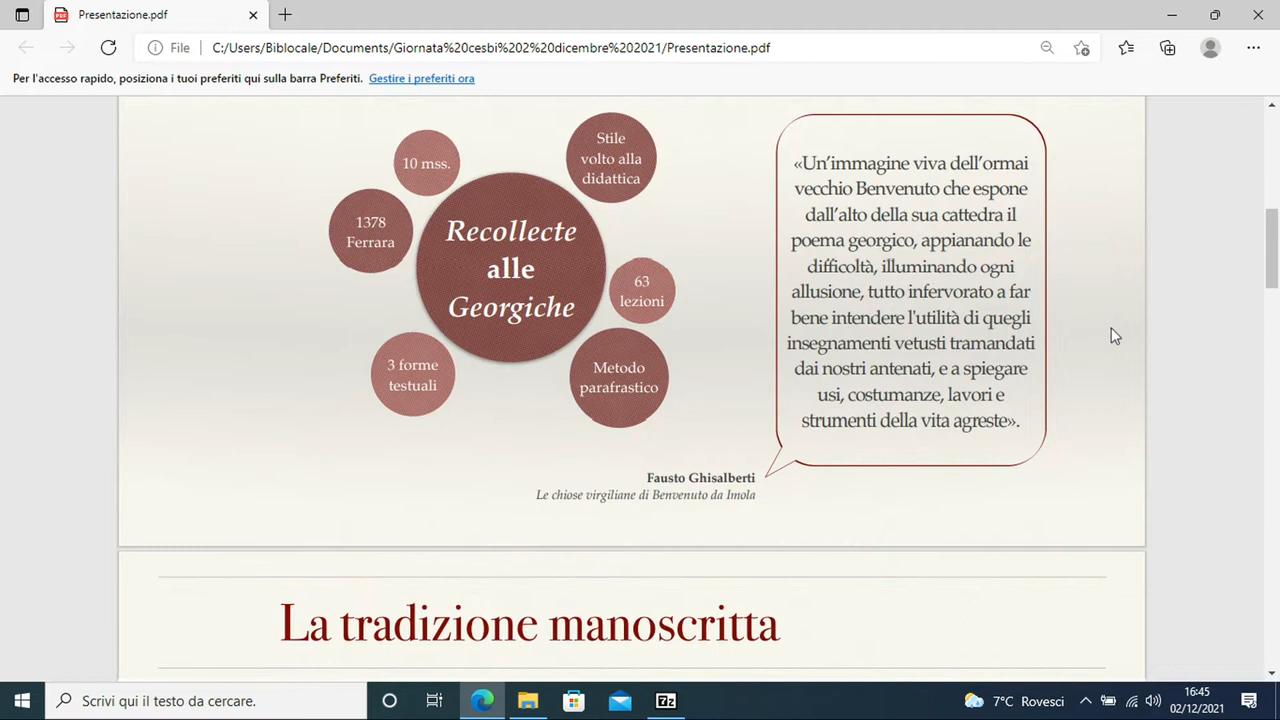 Presentazione.pdf
File
C:/Users/Biblocale/Documents/Giornata%20cesbi%202%20dicembre%202021/Presentazione.pdf
Per l'accesso rapido, posiziona i tuoi preferiti qui sulla barra Preferiti. Gestire i preferiti ora
10 mss.
Stile
volto alla
didattica
1378
Ferrara
Recollecte
alle
Georgiche
63
lezioni
3 forme
testuali
Metodo
parafrastico
«Un'immagine viva dell'ormai
vecchio Benvenuto che espone
dall'alto della sua cattedra il
poema georgico, appianando le
difficoltà, illuminando ogni
allusione, tutto infervorato a far
bene intendere l'utilità di quegli
insegnamenti vetusti tramandati
dai nostri antenati, e a spiegare
usi, costumanze, lavori e
strumenti della vita agreste».
Fausto Ghisalberti
Le chiose virgiliane di Benvenuto da Imola
La tradizione manoscritta
Scrivi qui il testo da cercare.
7°C Rovesci
16:45
02/12/2021